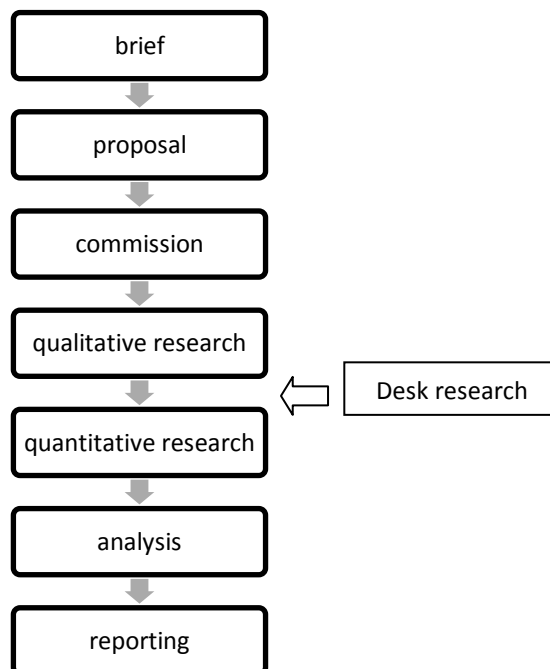 brief
proposal
commission
qualitative research
Desk research
quantitative research
analysis
reporting